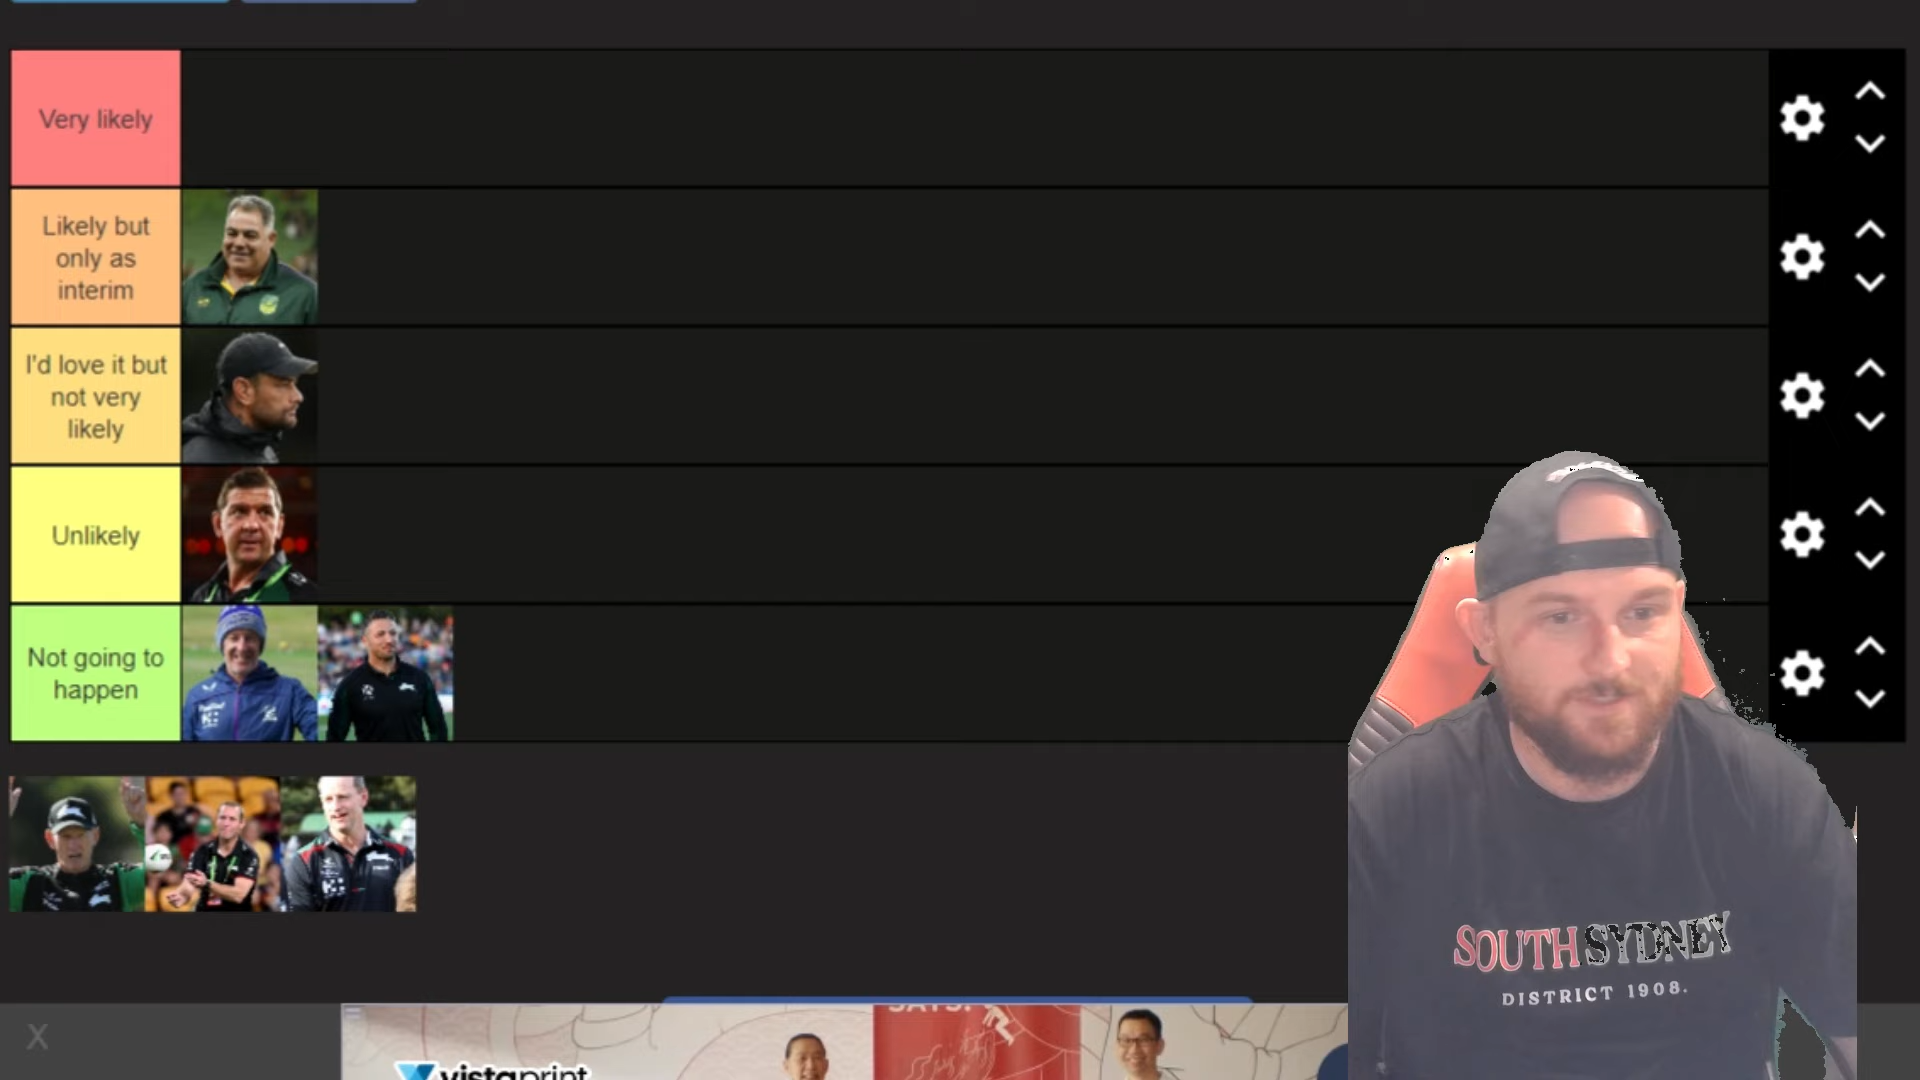 Very likely
Likely but
only as
interim
I'd love it but
not very
likely
Unlikely
Not going to
happen
SOUTH SYDNEY
DISTRICT 1908.
X
vistaprint